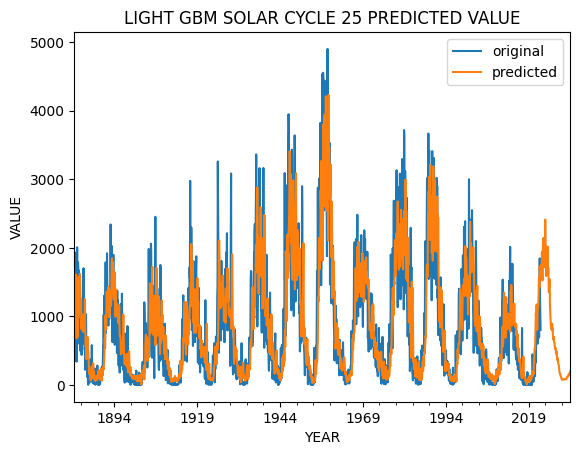 LIGHT GBM SOLAR CYCLE 25 PREDICTED VALUE
original
predicted
5000
4000
3000
2000
1000
0
VALUE
1894 1919 1944 1969 1994 2019
YEAR